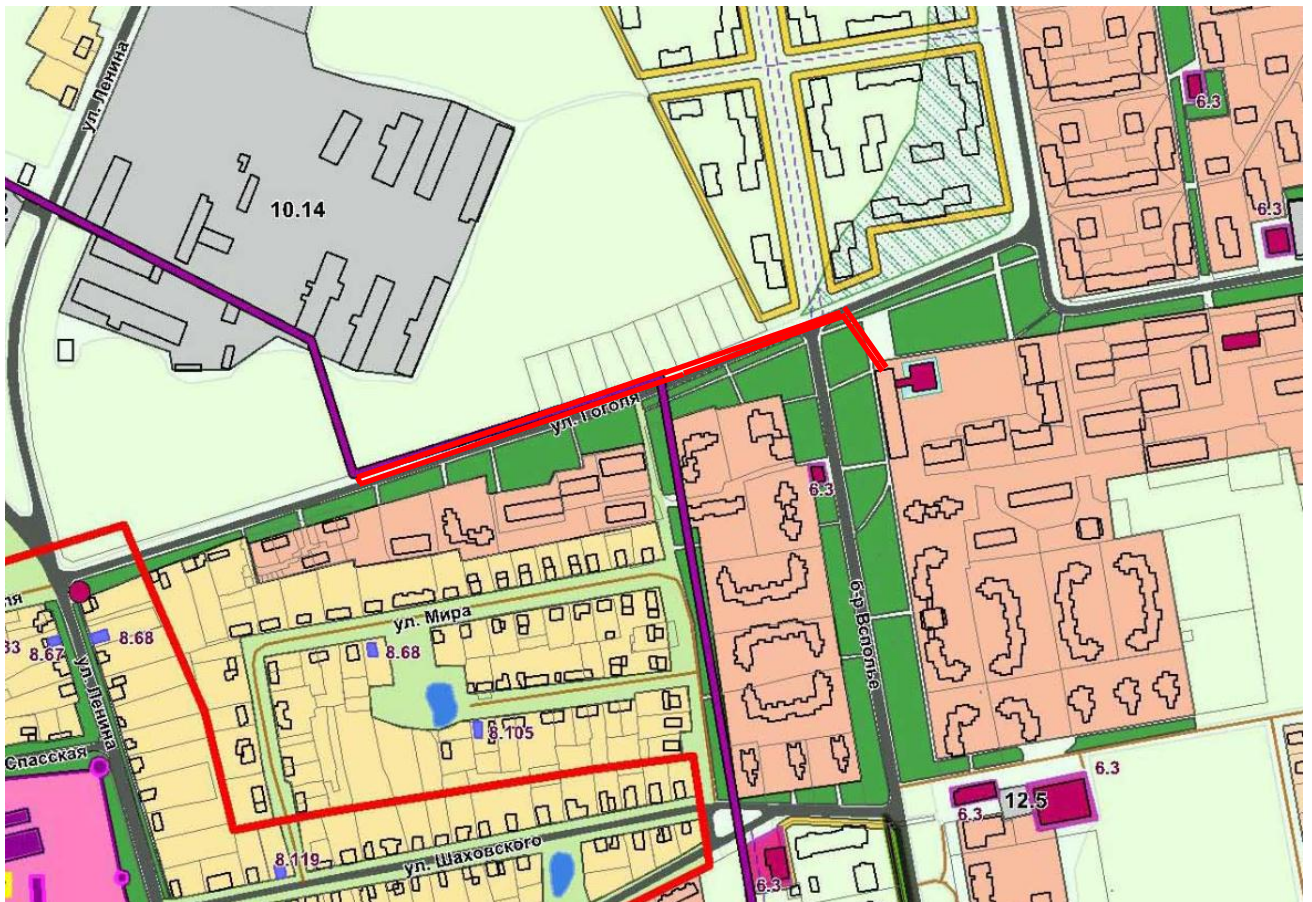 ул. Ленина
6.3
10.14
6.3
ул. Гоголя
6.3
б-р Всполье
ул. Мира
8.68
8.68
8.67
ул. Ленина
8.105
Спасская
6.3
6.3
12.5
8.119
ул. Шаховского
6.3